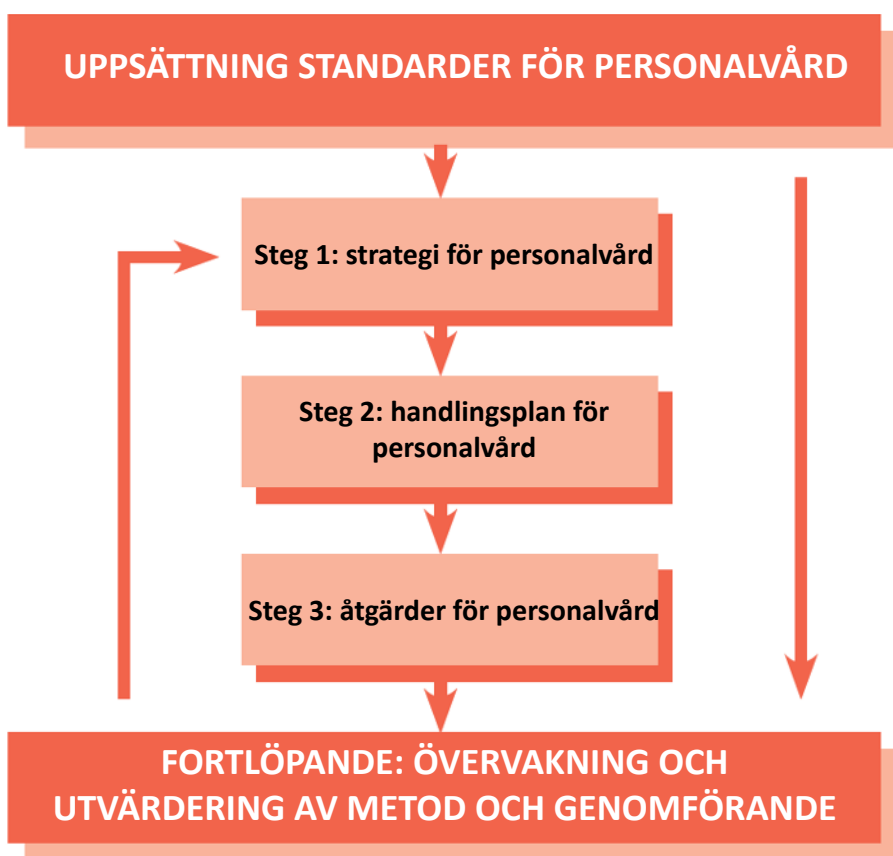 UPPSÄTTNING STANDARDER FÖR PERSONALVÅRD
Steg 1: strategi för personalvård
Steg 2: handlingsplan för
personalvård
Steg 3: åtgärder för personalvård
FORTLÖPANDE: ÖVERVAKNING OCH
UTVÄRDERING AV METOD OCH GENOMFÖRANDE